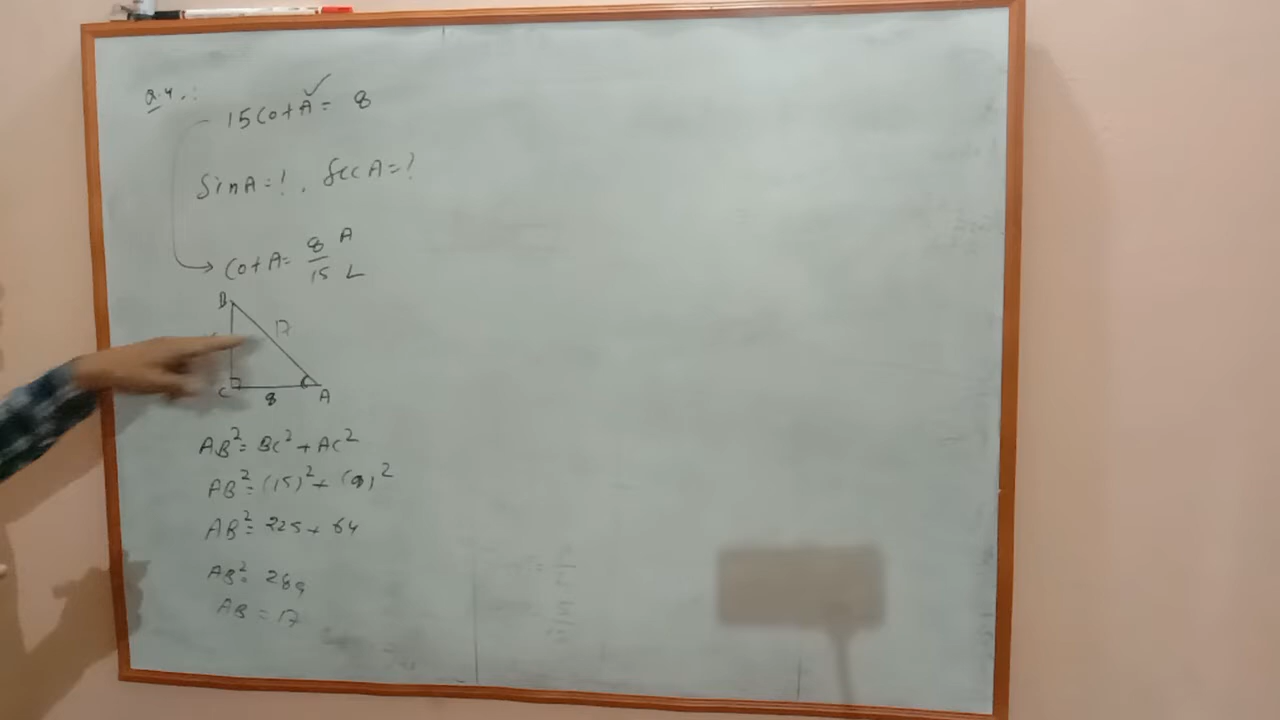 Q.4.:
15 Cot A = 8
Sin A = ?, Sec A = ?
Cot A = 8/15 A L
B
17
C 8 A
AB² = BC² + AC²
AB² = (15)² + (8)²
AB² = 225 + 64
AB² = 289
AB = 17